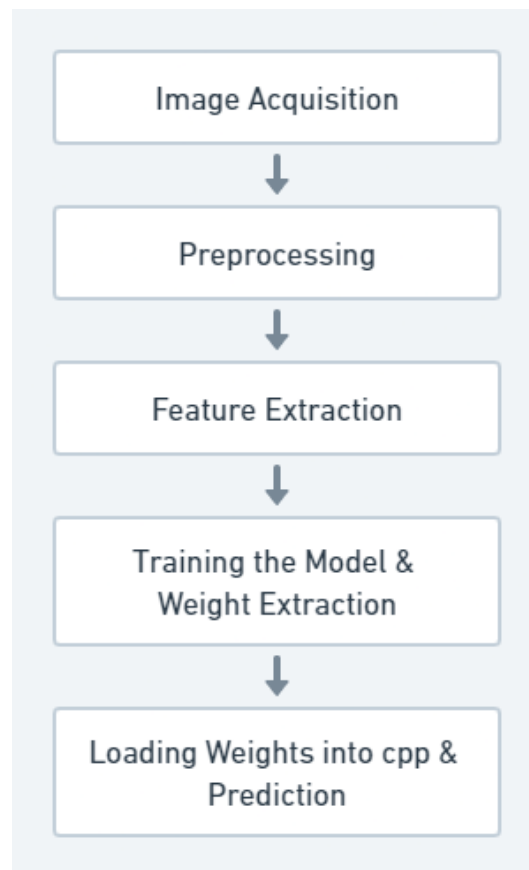 Image Acquisition
Preprocessing
Feature Extraction
Training the Model &
Weight Extraction
Loading Weights into cpp &
Prediction